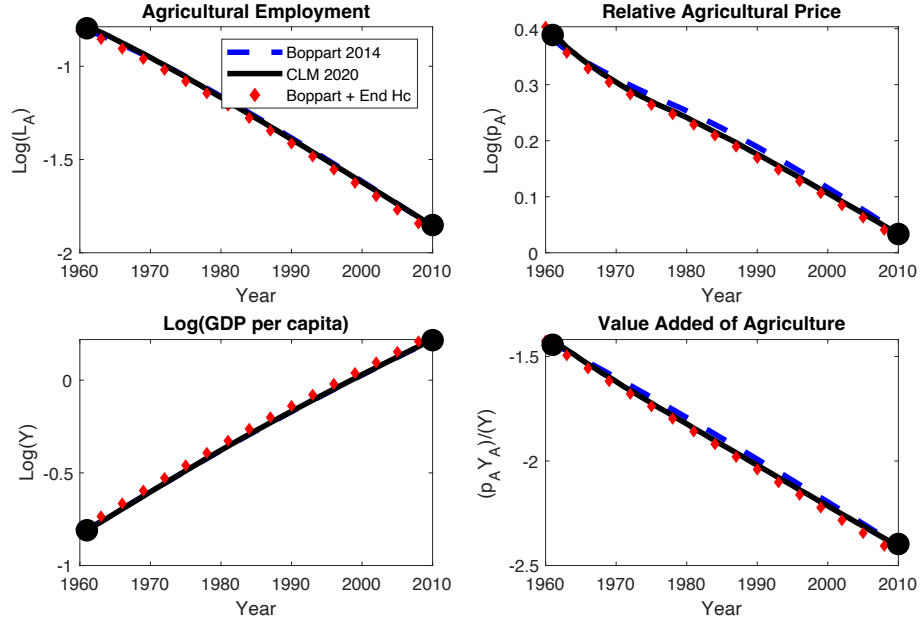 Agricultural Employment
Log(L_A)
-1
-1.5
-2
1960 1970 1980 1990 2000 2010
Year
Boppart 2014
CLM 2020
Boppart + End Hc
Relative Agricultural Price
Log(p_A)
0.4
0.3
0.2
0.1
0
1960 1970 1980 1990 2000 2010
Year
Log(GDP per capita)
Log(Y)
0
-0.5
-1
1960 1970 1980 1990 2000 2010
Year
Value Added of Agriculture
(p_A Y_A)/(Y)
-1.5
-2
-2.5
1960 1970 1980 1990 2000 2010
Year